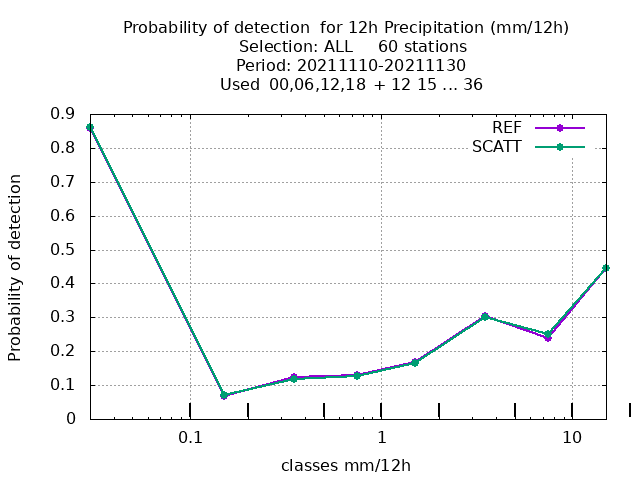 Probability of detection  for 12h Precipitation (mm/12h)
Selection: ALL     60 stations
Period: 20211110-20211130
Used  00,06,12,18  + 12 15 ... 36
REF
SCATT
Probability of detection
0.9
0.8
0.7
0.6
0.5
0.4
0.3
0.2
0.1
0
0.1 1 10
classes mm/12h